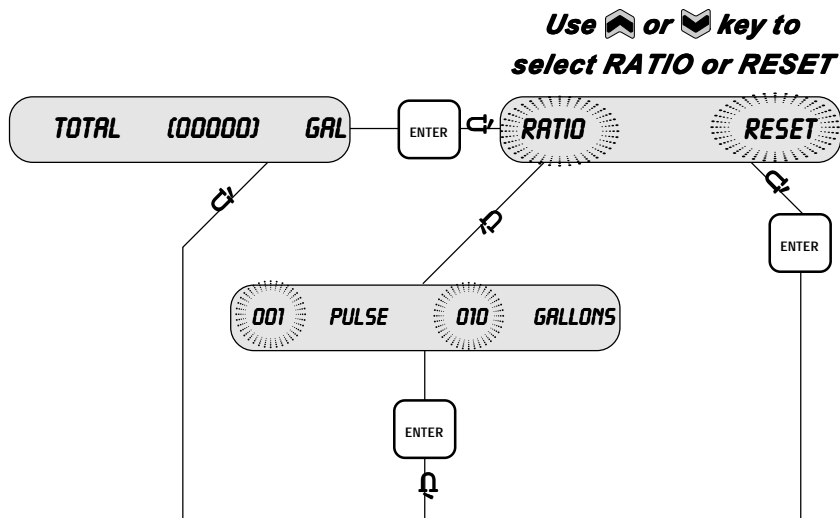 Use or key to
select RATIO or RESET
TOTAL (00000) GAL
ENTER
RATIO RESET
ENTER
001 PULSE 010 GALLONS
ENTER